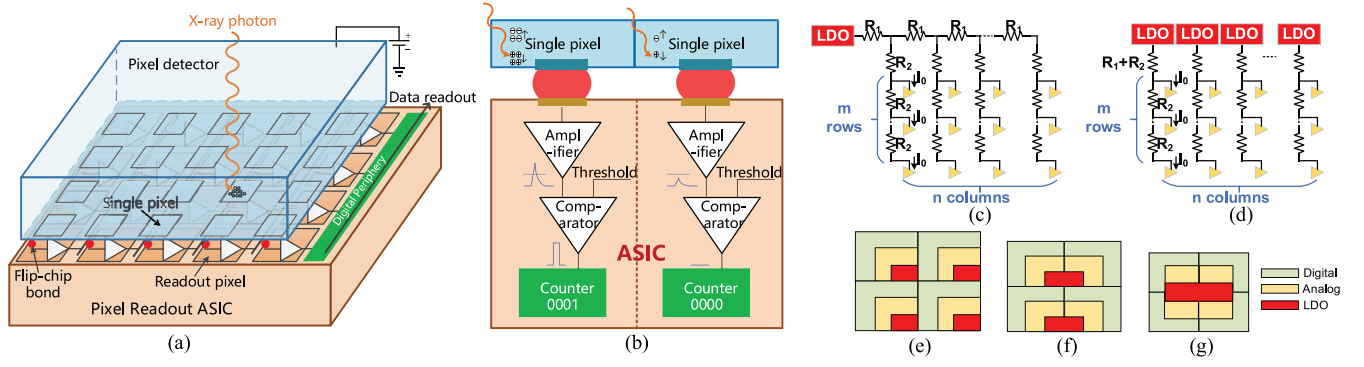 X-ray photon
Pixel detector
Data readout
Single pixel
Digital Periphery
Flip-chip
bond
Readout pixel
Pixel Readout ASIC
(a)
Single pixel
Single pixel
Ampl
-ifier
Ampl
-ifier
Threshold
Threshold
Comp
-arator
Comp
-arator
ASIC
Counter
0001
Counter
0000
(b)
LDO
R1
R1
R1
R1
R2
I0
m
rows
R2
I0
R2
I0
n columns
(c)
LDO
LDO
LDO
LDO
R1+R2
I0
m
rows
R2
I0
R2
I0
n columns
(d)
(e)
(f)
(g)
Digital
Analog
LDO